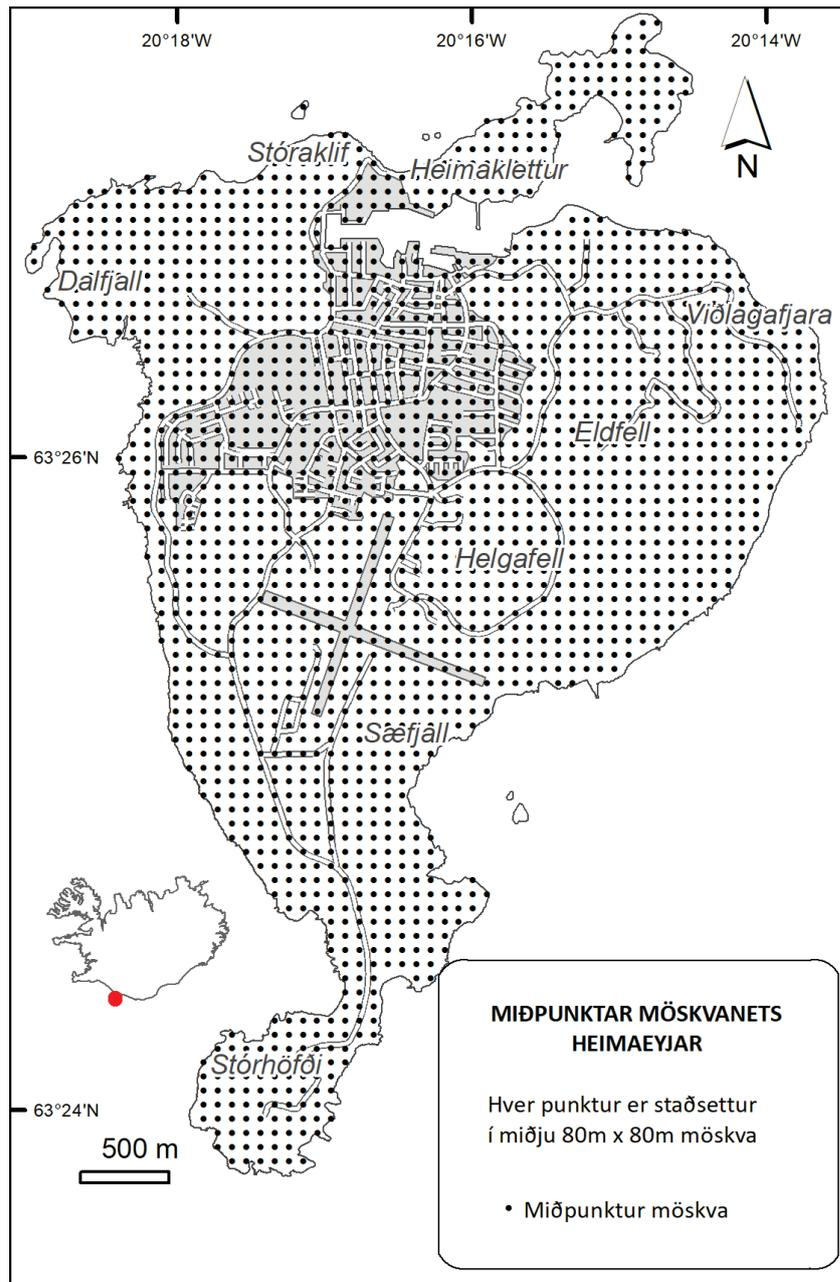 20°18'W
20°16'W
20°14'W
Stóraklif
Heimaklettur
N
Dalfjall
Viðlagafjara
Eldfell
63°26'N
Helgafell
Sæfjall
MIÐPUNKTAR MÖSKVANETS
HEIMAEYJAR
Stórhöfði
Hver punktur er staðsettur
í miðju 80m x 80m möskva
63°24'N
500 m
Miðpunktur möskva